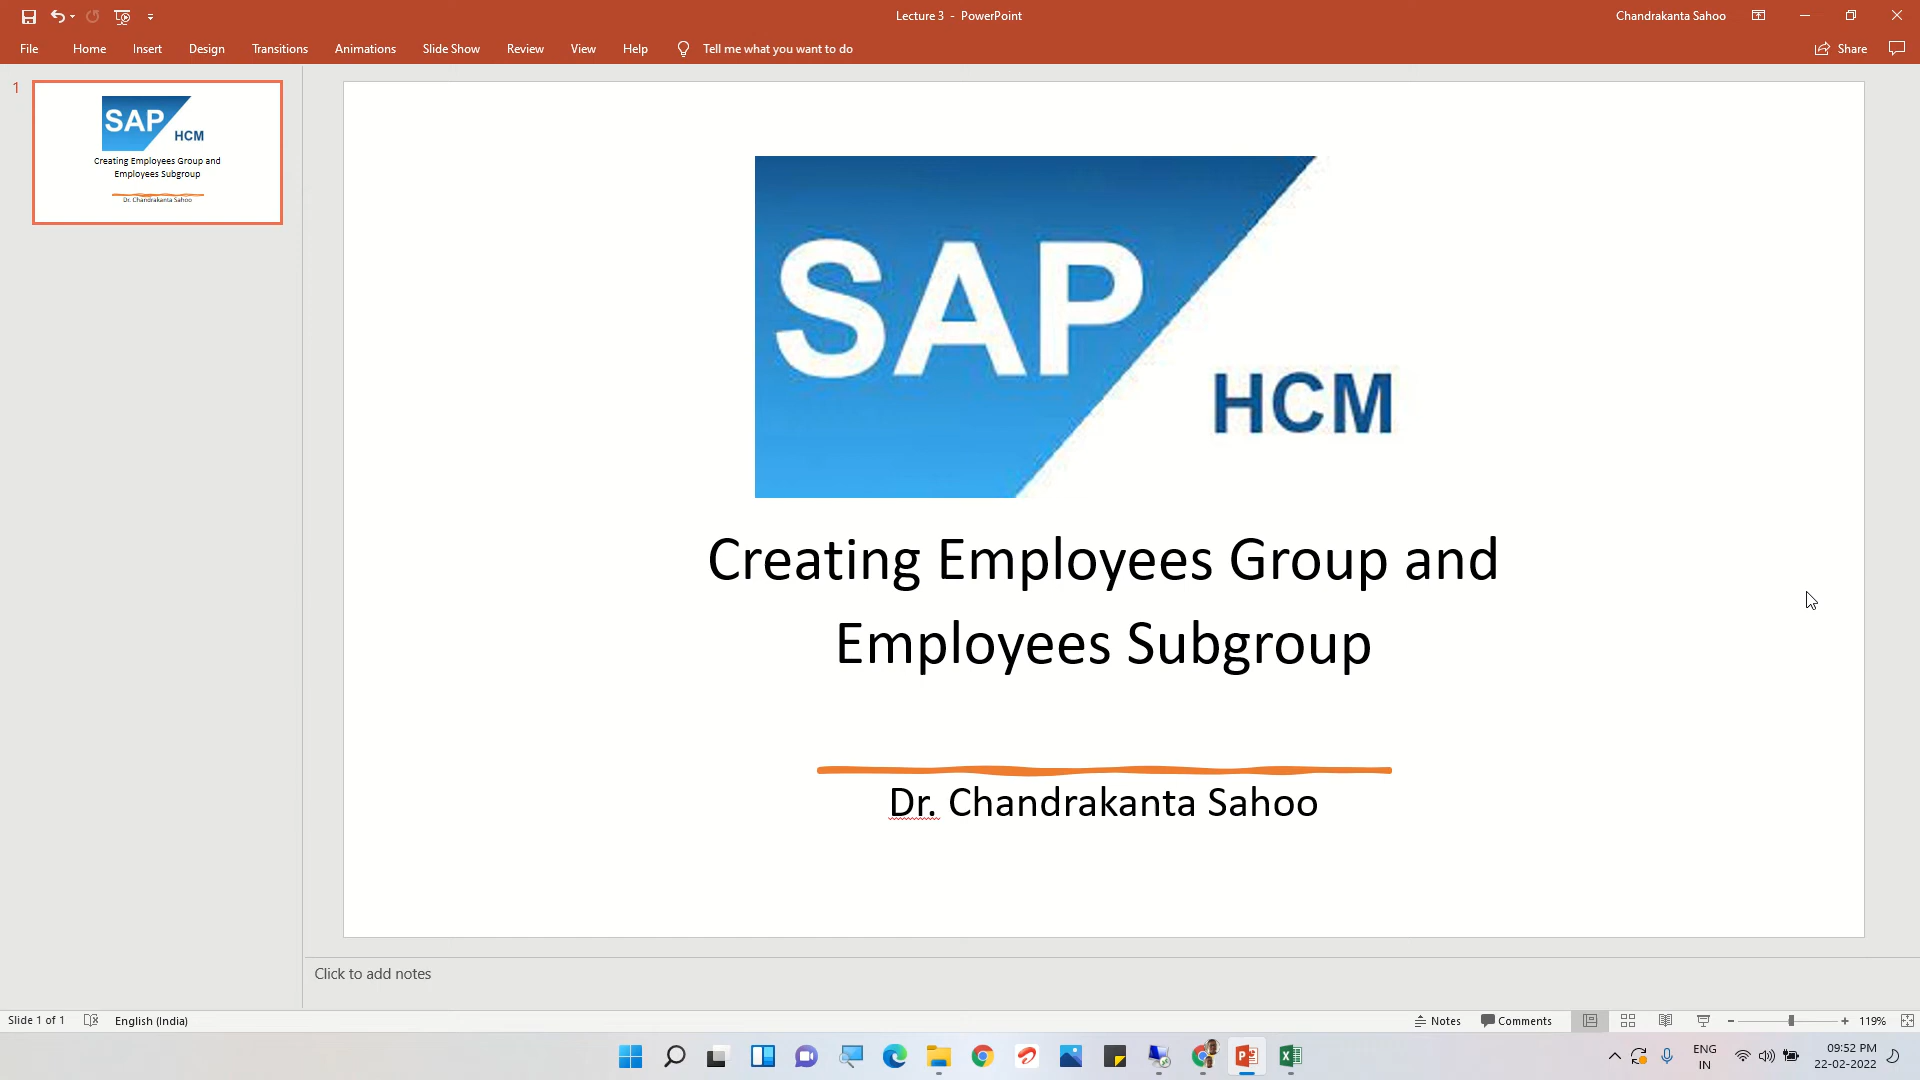 Lecture 3 - PowerPoint
Chandrakanta Sahoo
File Home Insert Design Transitions Animations Slide Show Review View Help Tell me what you want to do
Share
1
SAP
HCM
Creating Employees Group and
Employees Subgroup
Dr. Chandrakanta Sahoo
SAP
HCM
Creating Employees Group and
Employees Subgroup
Dr. Chandrakanta Sahoo
Click to add notes
Slide 1 of 1 English (India)
Notes Comments 119%
ENG
IN
09:52 PM
22-02-2022